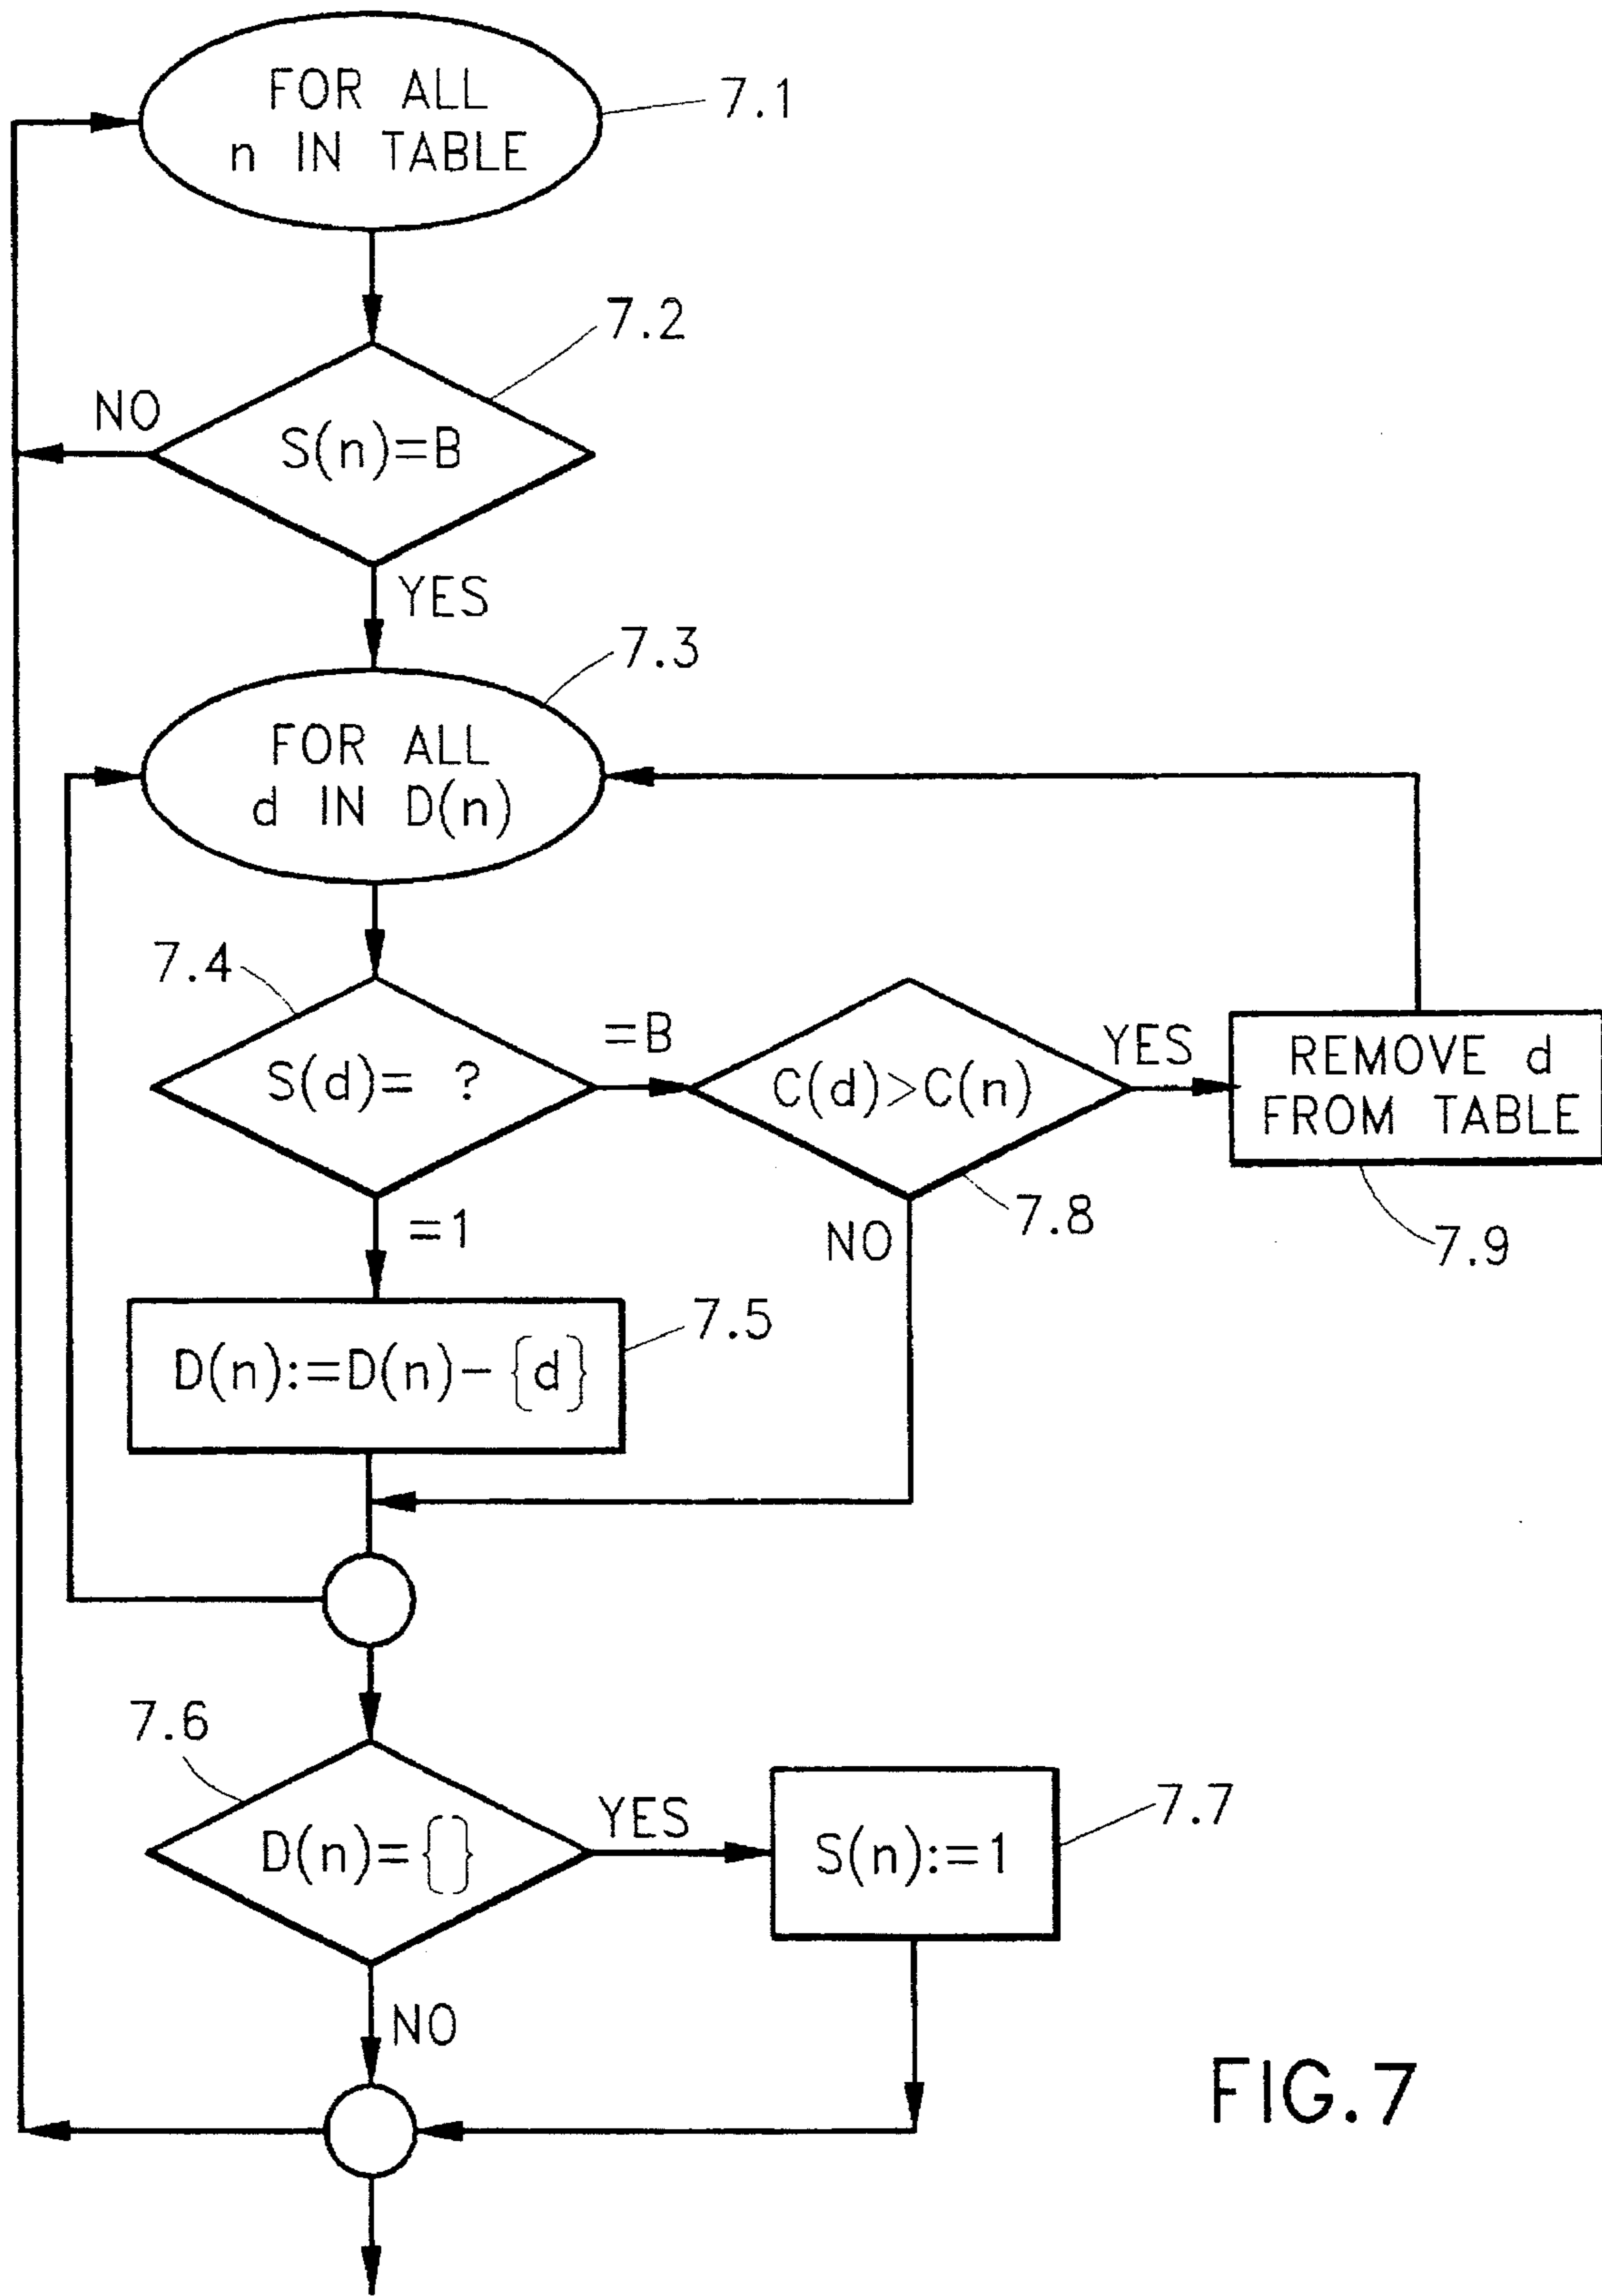 FOR ALL
n IN TABLE
7.1
7.2
NO
S(n)=B
YES
7.3
FOR ALL
d IN D(n)
7.4
S(d)= ?
=B
C(d)>C(n)
YES
REMOVE d
FROM TABLE
7.8
7.9
=1
NO
7.5
D(n):=D(n)-{d}
7.6
D(n)={}
YES
S(n):=1
7.7
NO
FIG.7